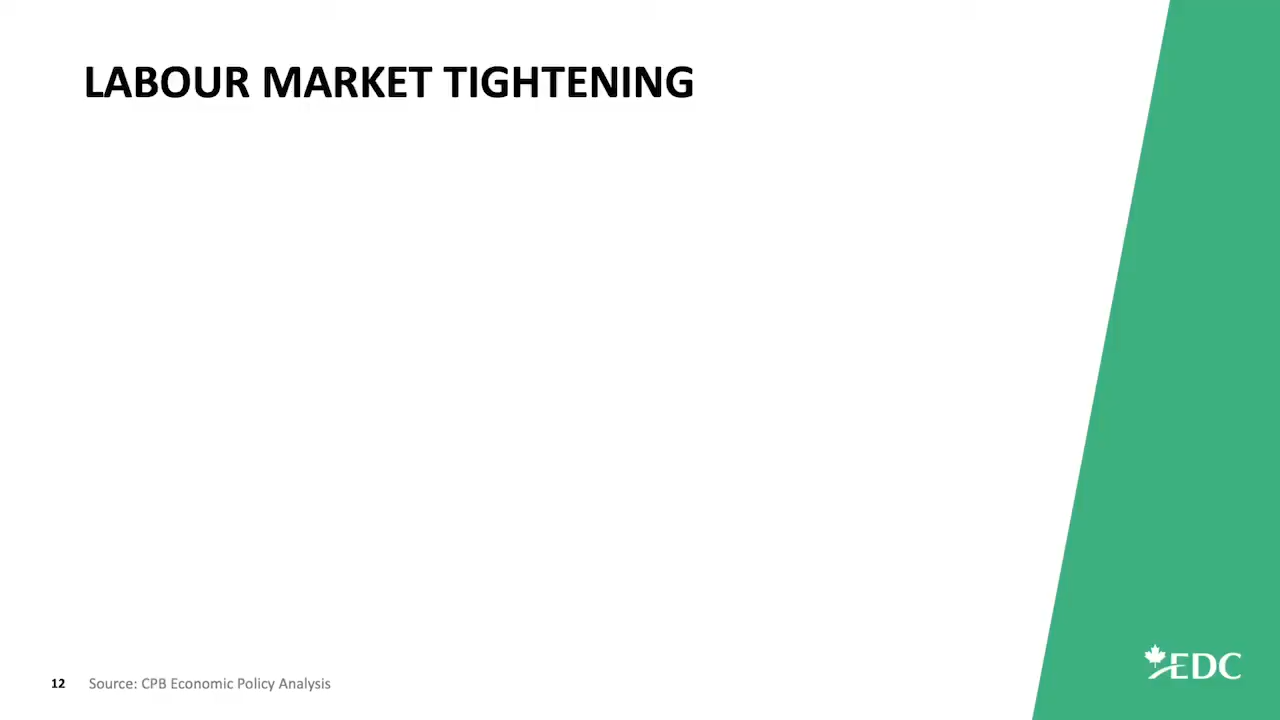 LABOUR MARKET TIGHTENING
12 Source: CPB Economic Policy Analysis
EDC